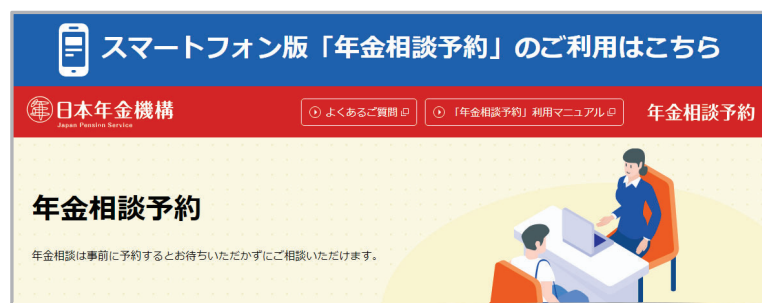 スマートフォン版「年金相談予約」のご利用はこちら
日本年金機構
Japan Pension Service
よくあるご質問
「年金相談予約」利用マニュアル
年金相談予約
年金相談予約
年金相談は事前に予約するとお待ちいただかずにご相談いただけます。